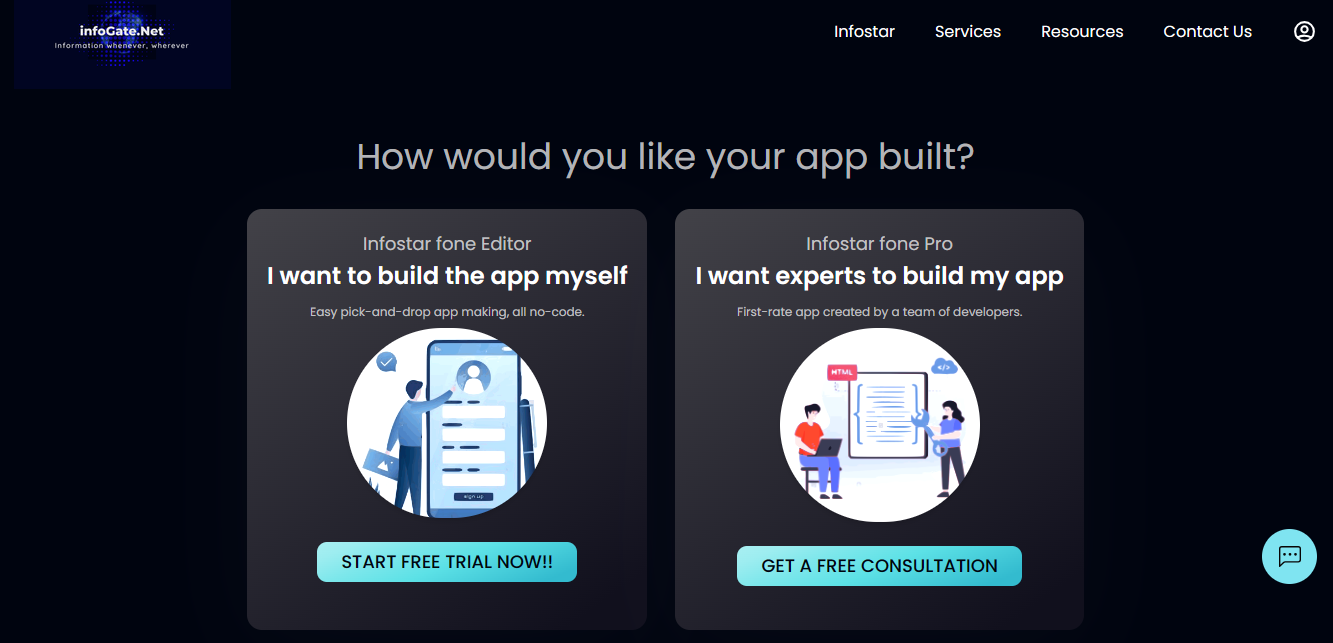 infoGate.Net
Information whenever, wherever
Infostar
Services
Resources
Contact Us
How would you like your app built?
Infostar fone Editor
I want to build the app myself
Easy pick-and-drop app making, all no-code.
sign up
START FREE TRIAL NOW!!
Infostar fone Pro
I want experts to build my app
First-rate app created by a team of developers.
HTML
</>
GET A FREE CONSULTATION